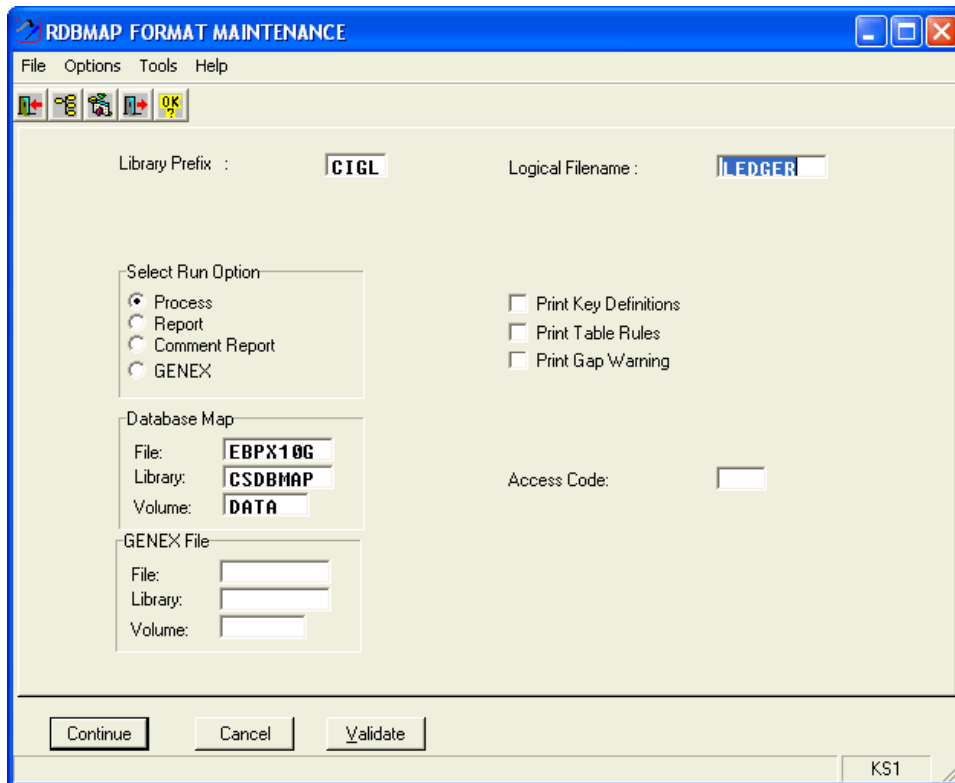 RDBMAP FORMAT MAINTENANCE
File Options Tools Help
OK ?
Library Prefix : CIGL Logical Filename : LEDGER
Select Run Option
Process
Report
Comment Report
GENEX
Print Key Definitions
Print Table Rules
Print Gap Warning
Database Map
File: EBPX10G
Library: CSDBMAP
Volume: DATA
Access Code:
GENEX File
File:
Library:
Volume:
Continue Cancel Validate
KS1